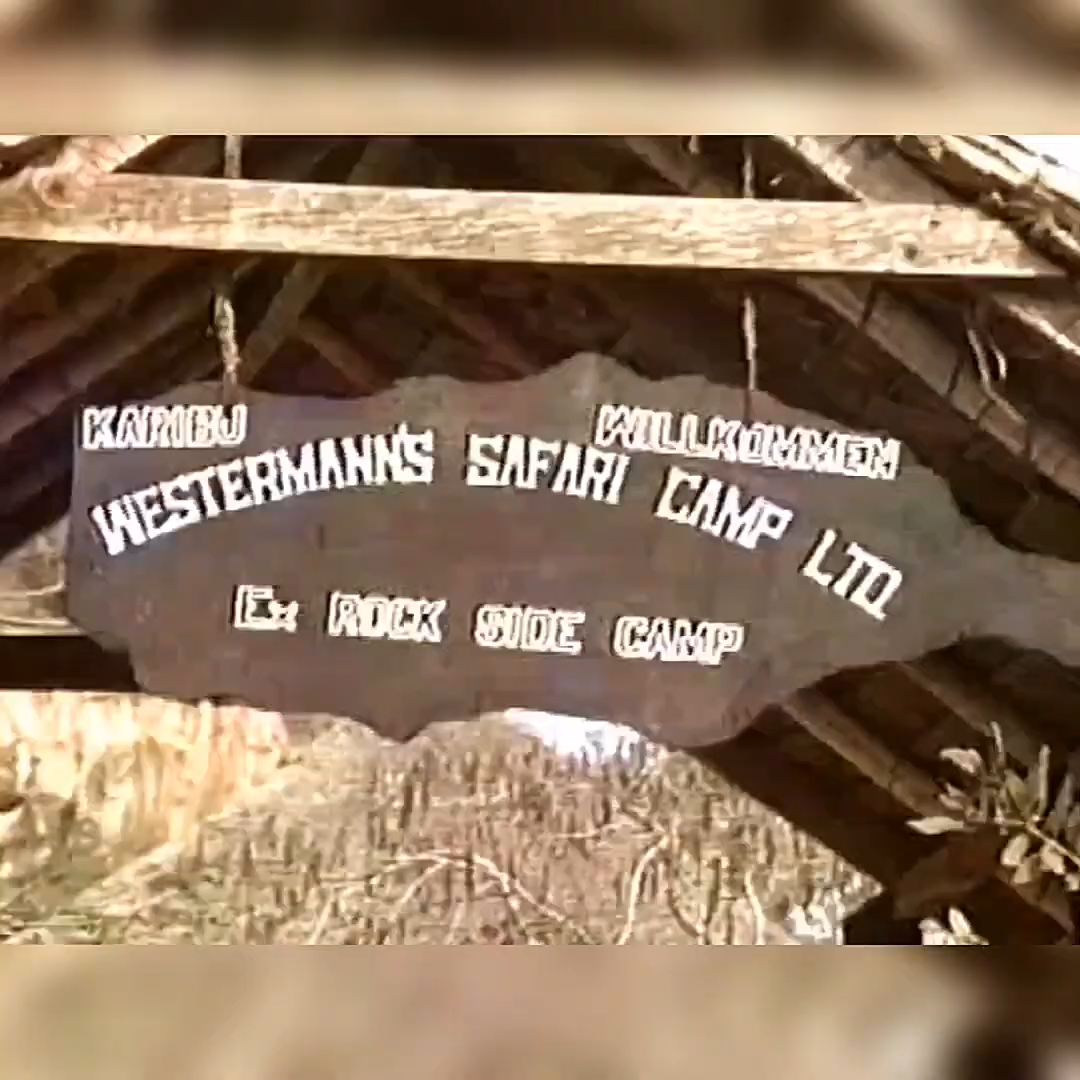 KARIBU WILLKOMMEN
WESTERMANN'S SAFARI CAMP LTD.
Ex ROCK SIDE CAMP